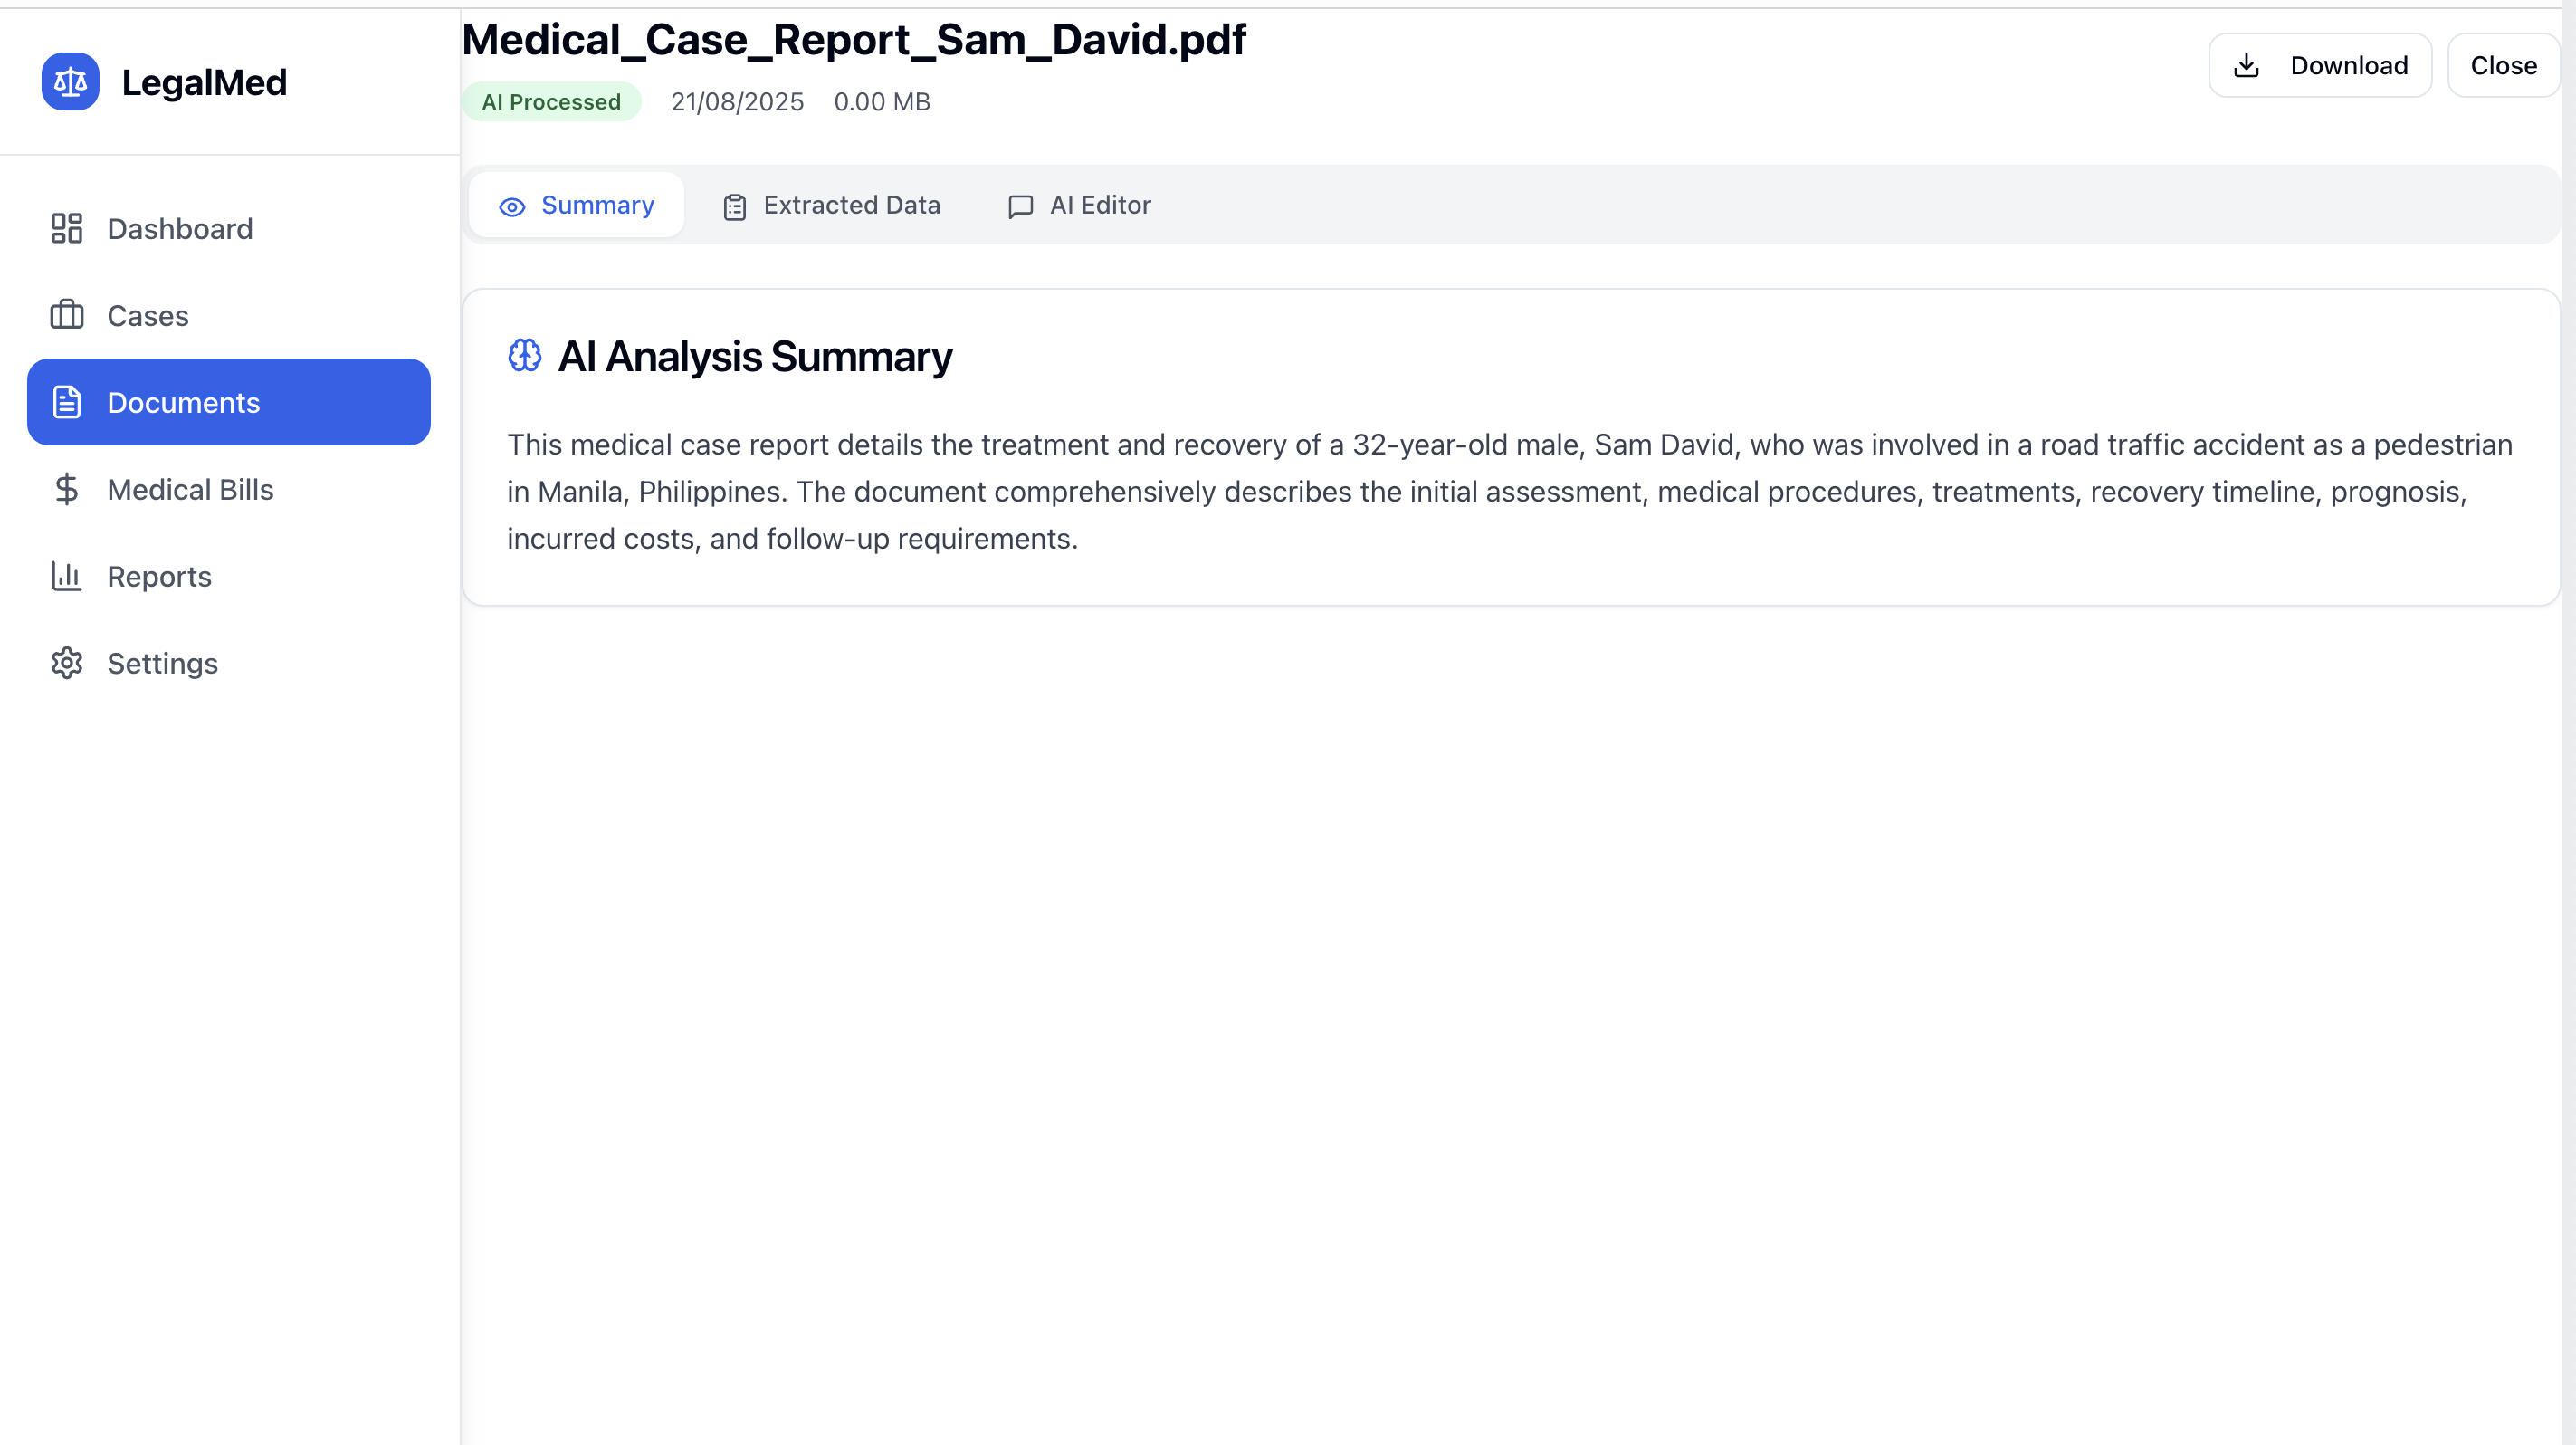 LegalMed
Dashboard
Cases
Documents
Medical Bills
Reports
Settings
Medical_Case_Report_Sam_David.pdf
AI Processed 21/08/2025 0.00 MB
Download Close
Summary Extracted Data AI Editor
AI Analysis Summary
This medical case report details the treatment and recovery of a 32-year-old male, Sam David, who was involved in a road traffic accident as a pedestrian
in Manila, Philippines. The document comprehensively describes the initial assessment, medical procedures, treatments, recovery timeline, prognosis,
incurred costs, and follow-up requirements.